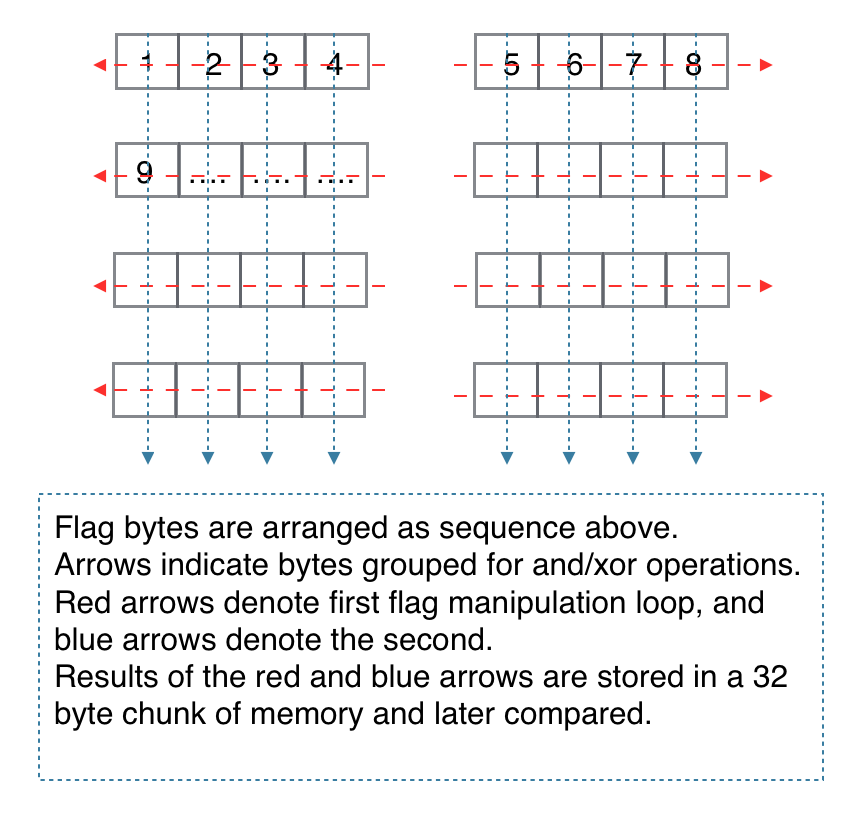 1 2 3 4 5 6 7 8
9 .... .... ....
Flag bytes are arranged as sequence above.
Arrows indicate bytes grouped for and/xor operations.
Red arrows denote first flag manipulation loop, and
blue arrows denote the second.
Results of the red and blue arrows are stored in a 32
byte chunk of memory and later compared.